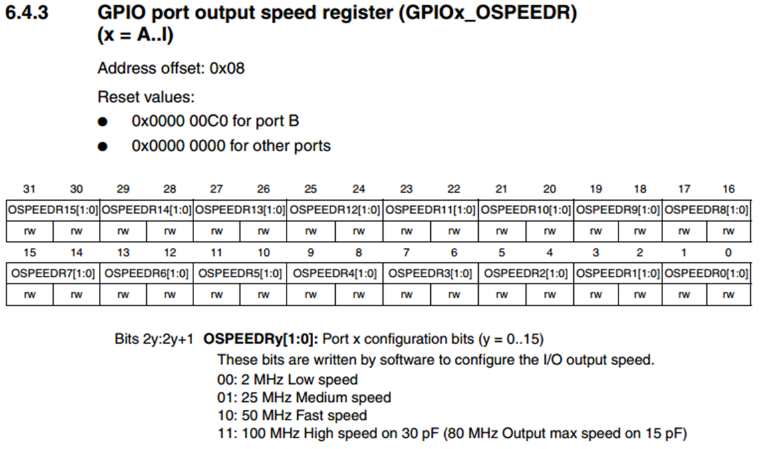 6.4.3 GPIO port output speed register (GPIOx_OSPEEDR)
(x = A..I)
Address offset: 0x08
Reset values:
● 0x0000 00C0 for port B
● 0x0000 0000 for other ports
31 30 29 28 27 26 25 24 23 22 21 20 19 18 17 16
OSPEEDR15[1:0] OSPEEDR14[1:0] OSPEEDR13[1:0] OSPEEDR12[1:0] OSPEEDR11[1:0] OSPEEDR10[1:0] OSPEEDR9[1:0] OSPEEDR8[1:0]
rw rw rw rw rw rw rw rw rw rw rw rw rw rw rw rw
15 14 13 12 11 10 9 8 7 6 5 4 3 2 1 0
OSPEEDR7[1:0] OSPEEDR6[1:0] OSPEEDR5[1:0] OSPEEDR4[1:0] OSPEEDR3[1:0] OSPEEDR2[1:0] OSPEEDR1[1:0] OSPEEDR0[1:0]
rw rw rw rw rw rw rw rw rw rw rw rw rw rw rw rw
Bits 2y:2y+1 OSPEEDRy[1:0]: Port x configuration bits (y = 0..15)
These bits are written by software to configure the I/O output speed.
00: 2 MHz Low speed
01: 25 MHz Medium speed
10: 50 MHz Fast speed
11: 100 MHz High speed on 30 pF (80 MHz Output max speed on 15 pF)